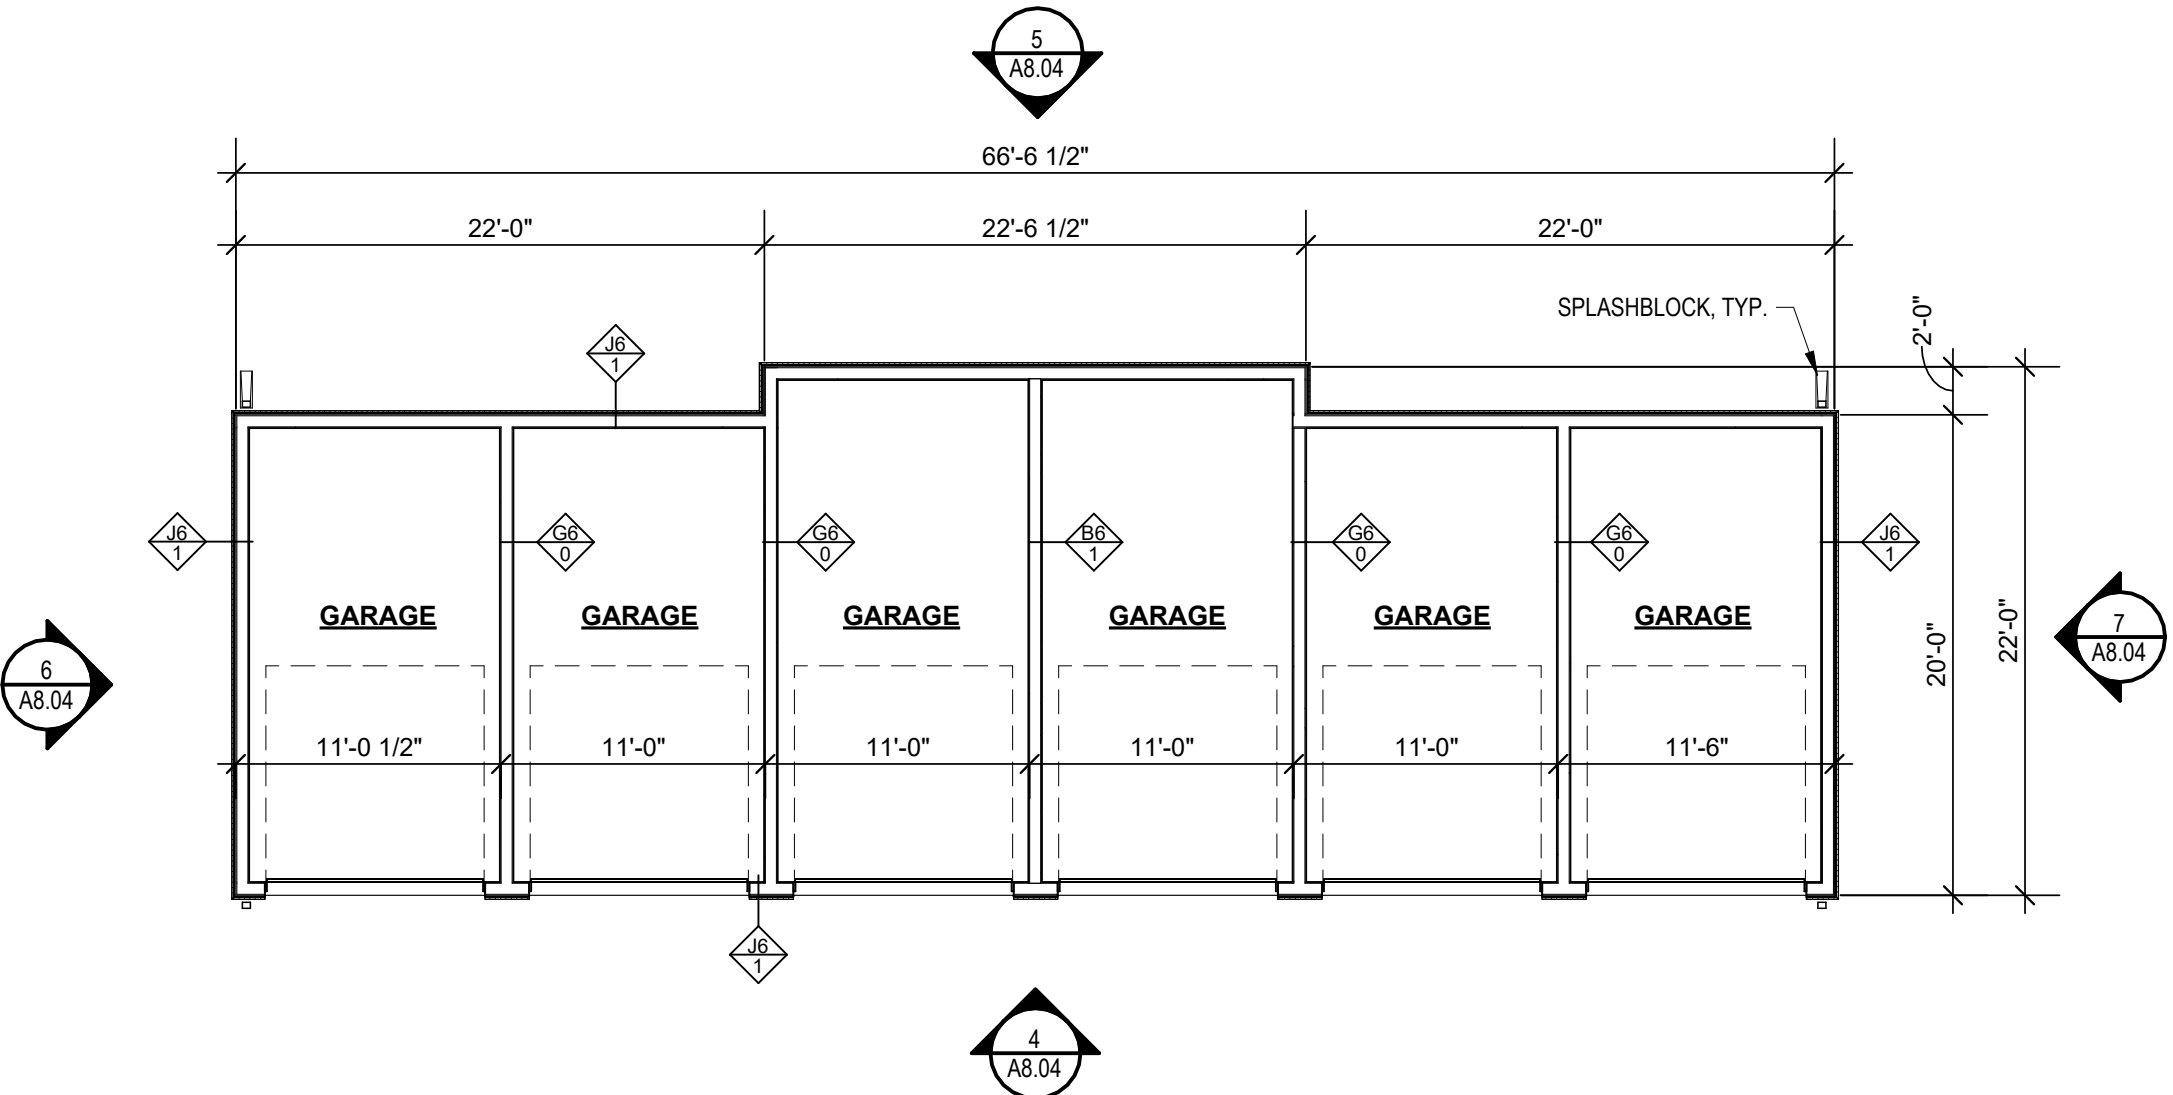 5
A8.04
66'-6 1/2"
22'-0"
22'-6 1/2"
22'-0"
SPLASHBLOCK, TYP.
2'-0"
J6
1
J6
1
G6
0
G6
0
B6
1
G6
0
G6
0
J6
1
GARAGE
GARAGE
GARAGE
GARAGE
GARAGE
GARAGE
20'-0"
22'-0"
6
A8.04
7
A8.04
11'-0 1/2"
11'-0"
11'-0"
11'-0"
11'-0"
11'-6"
J6
1
4
A8.04